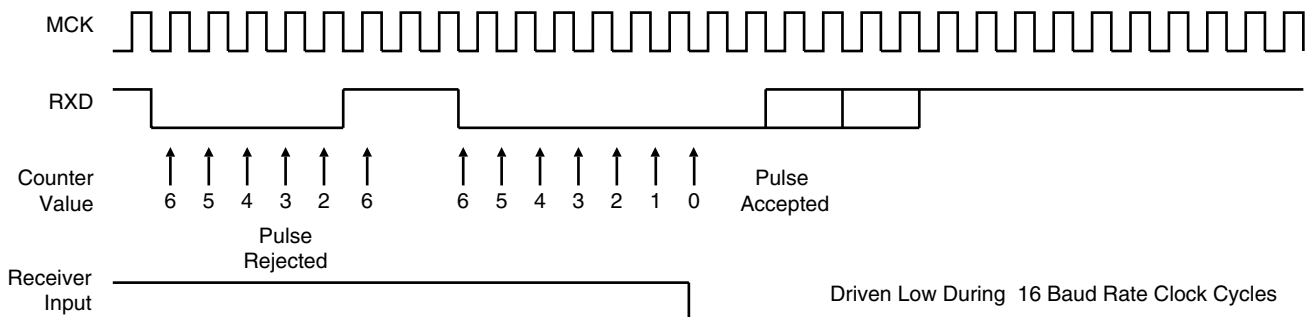 MCK
RXD
Counter
Value
6 5 4 3 2 6 6 5 4 3 2 1 0
Pulse
Accepted
Pulse
Rejected
Receiver
Input
Driven Low During 16 Baud Rate Clock Cycles